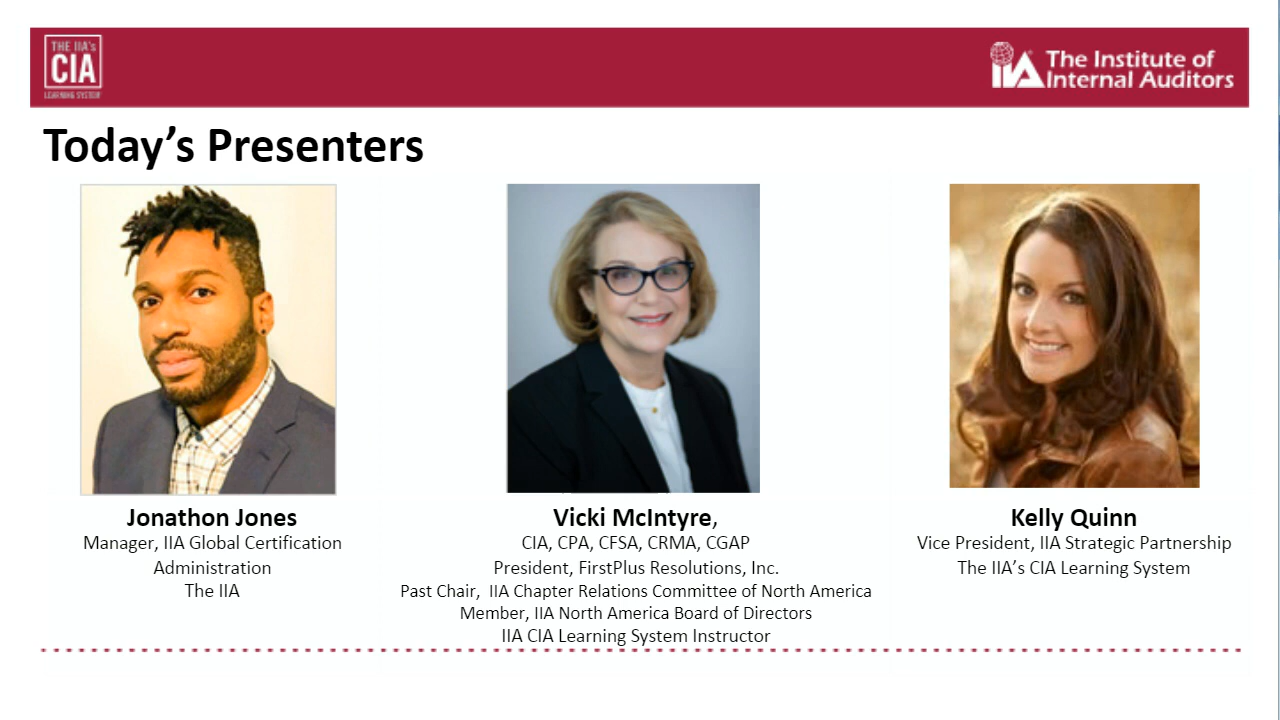 THE IIA's
CIA
LEARNING SYSTEM
IIA The Institute of
Internal Auditors
Today's Presenters
Jonathon Jones
Manager, IIA Global Certification
Administration
The IIA
Vicki McIntyre,
CIA, CPA, CFSA, CRMA, CGAP
President, FirstPlus Resolutions, Inc.
Past Chair,  IIA Chapter Relations Committee of North America
Member, IIA North America Board of Directors
IIA CIA Learning System Instructor
Kelly Quinn
Vice President, IIA Strategic Partnership
The IIA's CIA Learning System